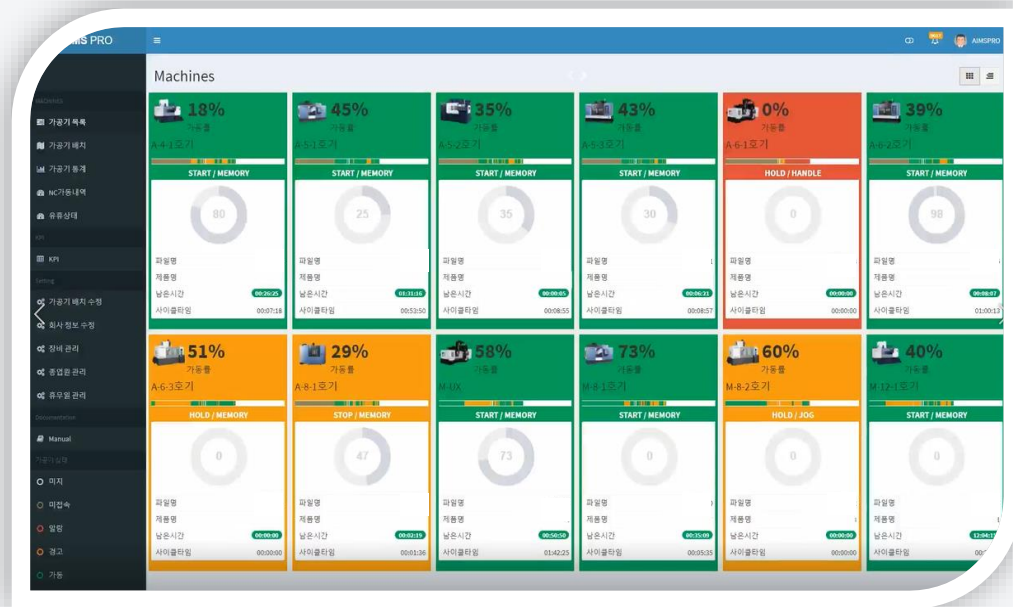 MS PRO
AIMSPRO
Machines
가공기 목록
가공기 배치
가공기 통계
NC가동내역
유휴상태
KPI
KPI
Setting
가공기 배치 수정
회사 정보 수정
장비 관리
종업원 관리
휴무일 관리
Documentation
Manual
미지
미접속
알람
경고
가동
18%
가동률
A-4-1호기
START / MEMORY
80
파일명
제품명
남은시간 00:26:25
사이클타임 00:07:18
45%
가동률
A-5-1호기
START / MEMORY
25
파일명
제품명
남은시간 01:31:16
사이클타임 00:53:50
35%
가동률
A-5-2호기
START / MEMORY
35
파일명
제품명
남은시간 00:00:05
사이클타임 00:08:55
43%
가동률
A-5-3호기
START / MEMORY
30
파일명
제품명
남은시간 00:06:21
사이클타임 00:08:57
0%
가동률
A-6-1호기
HOLD / HANDLE
0
파일명
제품명
남은시간 00:00:00
사이클타임 00:00:00
39%
가동률
A-6-2호기
START / MEMORY
98
파일명
제품명
남은시간 00:08:07
사이클타임 01:00:13
51%
가동률
A-6-3호기
HOLD / MEMORY
0
파일명
제품명
남은시간 00:00:00
사이클타임 00:00:00
29%
가동률
A-8-1호기
STOP / MEMORY
47
파일명
제품명
남은시간 00:02:19
사이클타임 00:01:36
58%
가동률
M-UX
START / MEMORY
73
파일명
제품명
남은시간 00:50:50
사이클타임 01:42:25
73%
가동률
M-8-1호기
START / MEMORY
0
파일명
제품명
남은시간 00:35:09
사이클타임 00:05:35
60%
가동률
M-8-2호기
HOLD / JOG
0
파일명
제품명
남은시간 00:00:00
사이클타임 00:00:00
40%
가동률
M-12-1호기
START / MEMORY
0
파일명
제품명
남은시간
사이클타임